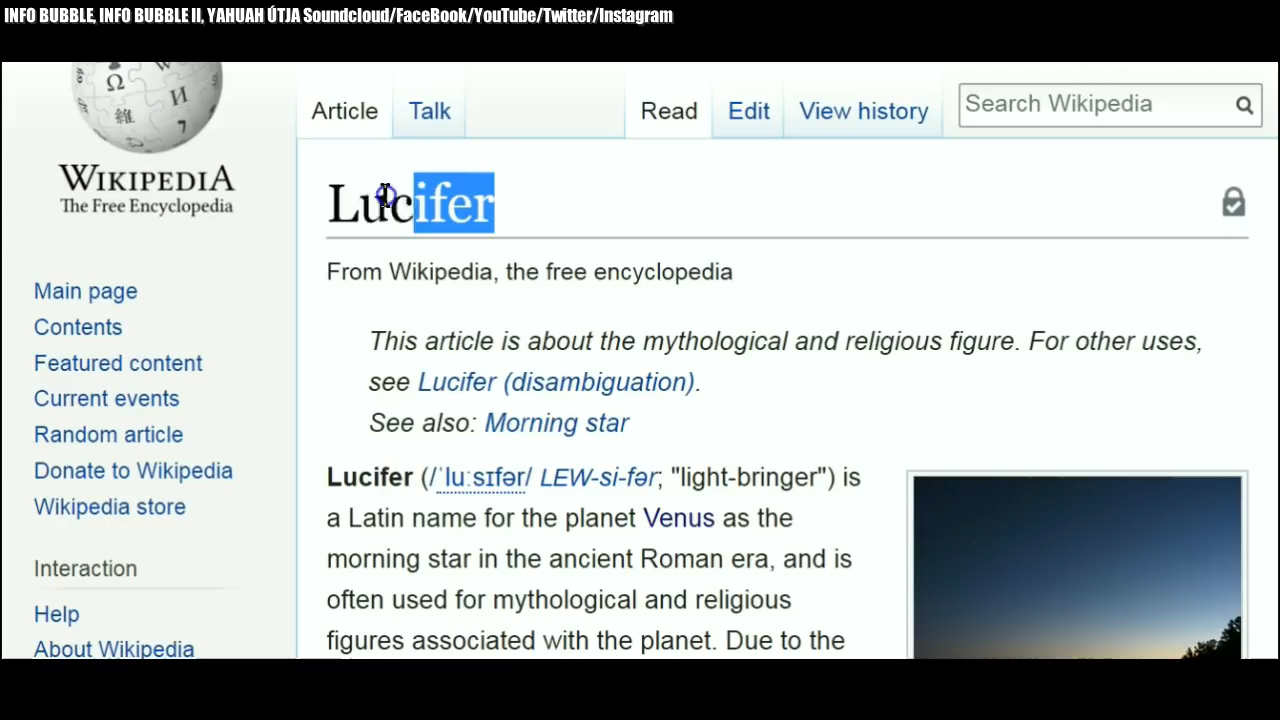 INFO BUBBLE, INFO BUBBLE II, YAHUAH ÚTJA Soundcloud/FaceBook/YouTube/Twitter/Instagram
Ω W
И
維 7
WIKIPEDIA
The Free Encyclopedia
Main page
Contents
Featured content
Current events
Random article
Donate to Wikipedia
Wikipedia store
Interaction
Help
About Wikipedia
Article Talk Read Edit View history Search Wikipedia
Lucifer
From Wikipedia, the free encyclopedia
This article is about the mythological and religious figure. For other uses,
see Lucifer (disambiguation).
See also: Morning star
Lucifer (/ˈluːsɪfər/ LEW-si-fər; "light-bringer") is
a Latin name for the planet Venus as the
morning star in the ancient Roman era, and is
often used for mythological and religious
figures associated with the planet. Due to the